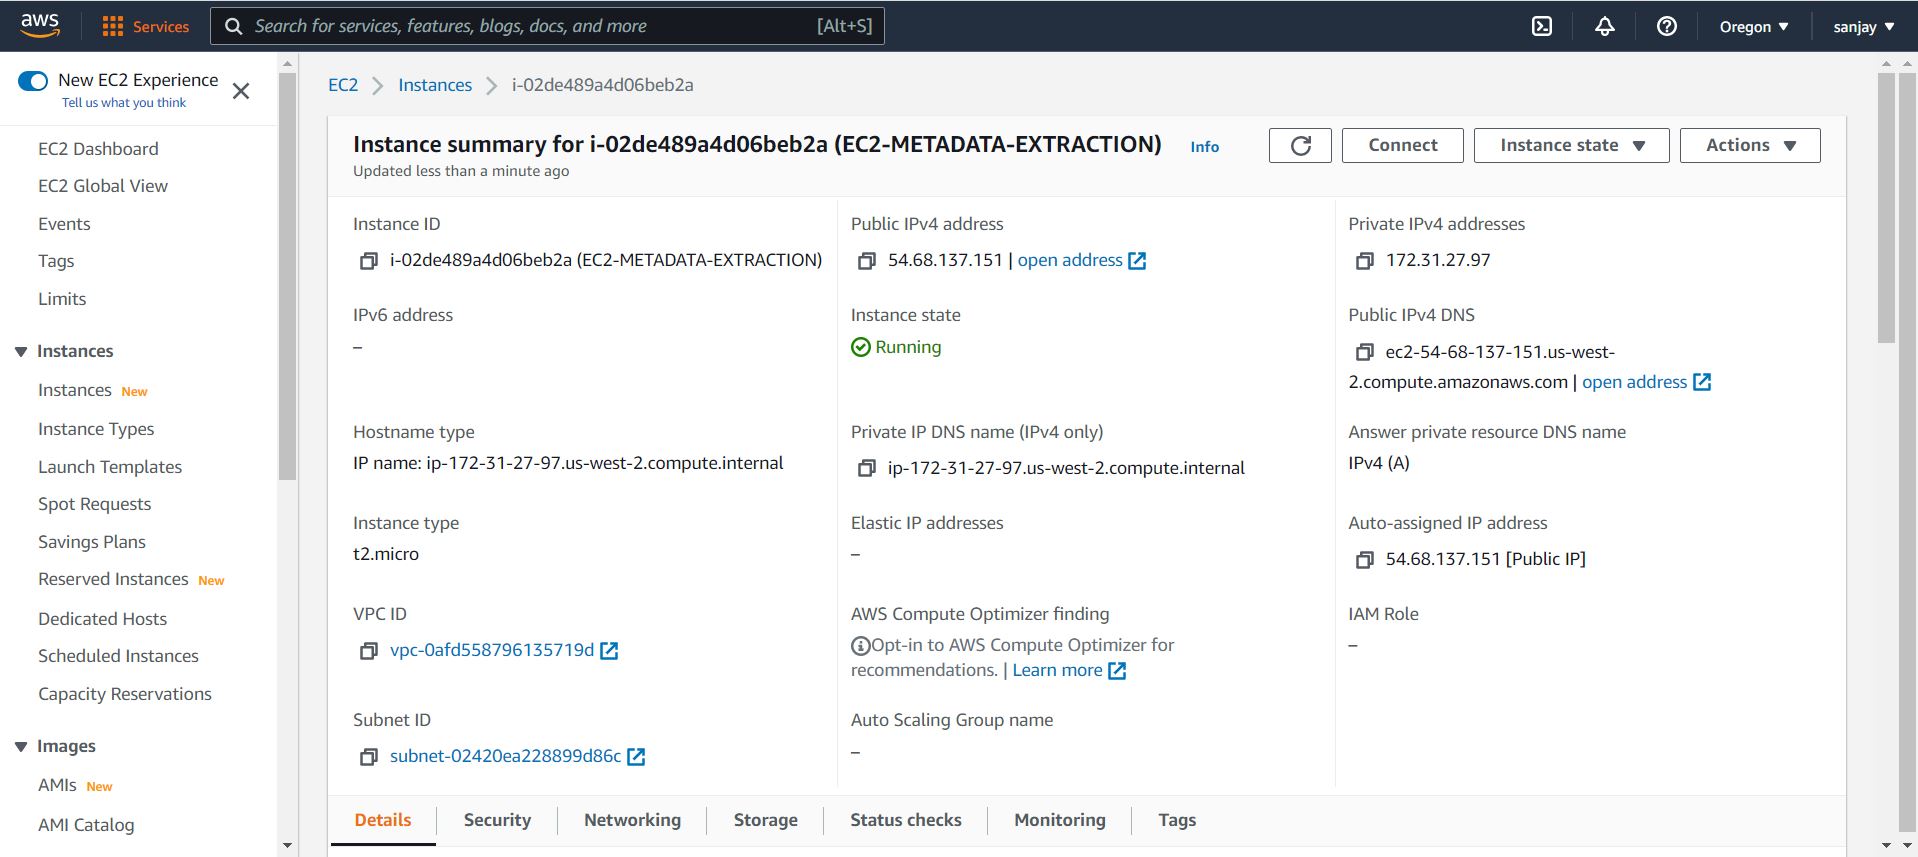 aws
Services
Search for services, features, blogs, docs, and more [Alt+S]
Oregon ▼
sanjay ▼
New EC2 Experience
Tell us what you think
EC2 Dashboard
EC2 Global View
Events
Tags
Limits
Instances
Instances New
Instance Types
Launch Templates
Spot Requests
Savings Plans
Reserved Instances New
Dedicated Hosts
Scheduled Instances
Capacity Reservations
Images
AMIs New
AMI Catalog
EC2 > Instances > i-02de489a4d06beb2a
Instance summary for i-02de489a4d06beb2a (EC2-METADATA-EXTRACTION) Info
Updated less than a minute ago
Connect
Instance state ▼
Actions ▼
Instance ID
i-02de489a4d06beb2a (EC2-METADATA-EXTRACTION)
Public IPv4 address
54.68.137.151 | open address
Private IPv4 addresses
172.31.27.97
IPv6 address
–
Instance state
Running
Public IPv4 DNS
ec2-54-68-137-151.us-west-
2.compute.amazonaws.com | open address
Hostname type
IP name: ip-172-31-27-97.us-west-2.compute.internal
Private IP DNS name (IPv4 only)
ip-172-31-27-97.us-west-2.compute.internal
Answer private resource DNS name
IPv4 (A)
Instance type
t2.micro
Elastic IP addresses
–
Auto-assigned IP address
54.68.137.151 [Public IP]
VPC ID
vpc-0afd558796135719d
AWS Compute Optimizer finding
Opt-in to AWS Compute Optimizer for
recommendations. | Learn more
IAM Role
–
Subnet ID
subnet-02420ea228899d86c
Auto Scaling Group name
–
Details
Security
Networking
Storage
Status checks
Monitoring
Tags